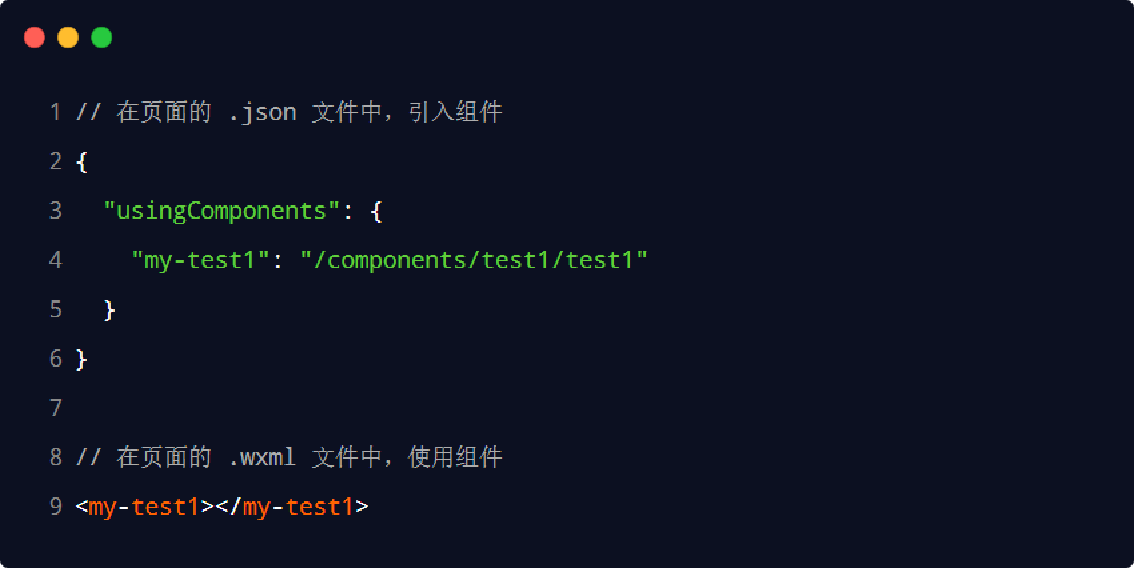 1 // 在页面的 .json 文件中，引入组件
2 {
3   "usingComponents": {
4     "my-test1": "/components/test1/test1"
5   }
6 }
7
8 // 在页面的 .wxml 文件中，使用组件
9 <my-test1></my-test1>